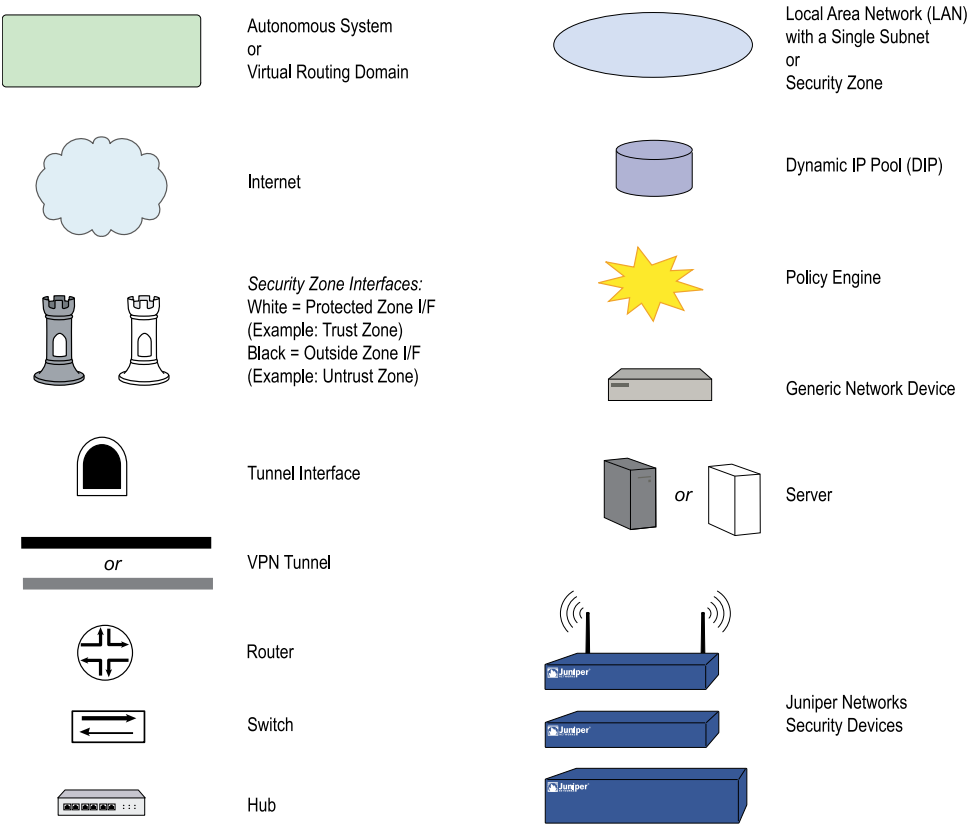 Autonomous System
or
Virtual Routing Domain
Internet
Security Zone Interfaces:
White = Protected Zone I/F
(Example: Trust Zone)
Black = Outside Zone I/F
(Example: Untrust Zone)
Tunnel Interface
or
VPN Tunnel
Router
Switch
Hub
Local Area Network (LAN)
with a Single Subnet
or
Security Zone
Dynamic IP Pool (DIP)
Policy Engine
Generic Network Device
or
Server
Juniper
NETWORKS
Juniper
NETWORKS
Juniper
NETWORKS
Juniper Networks
Security Devices